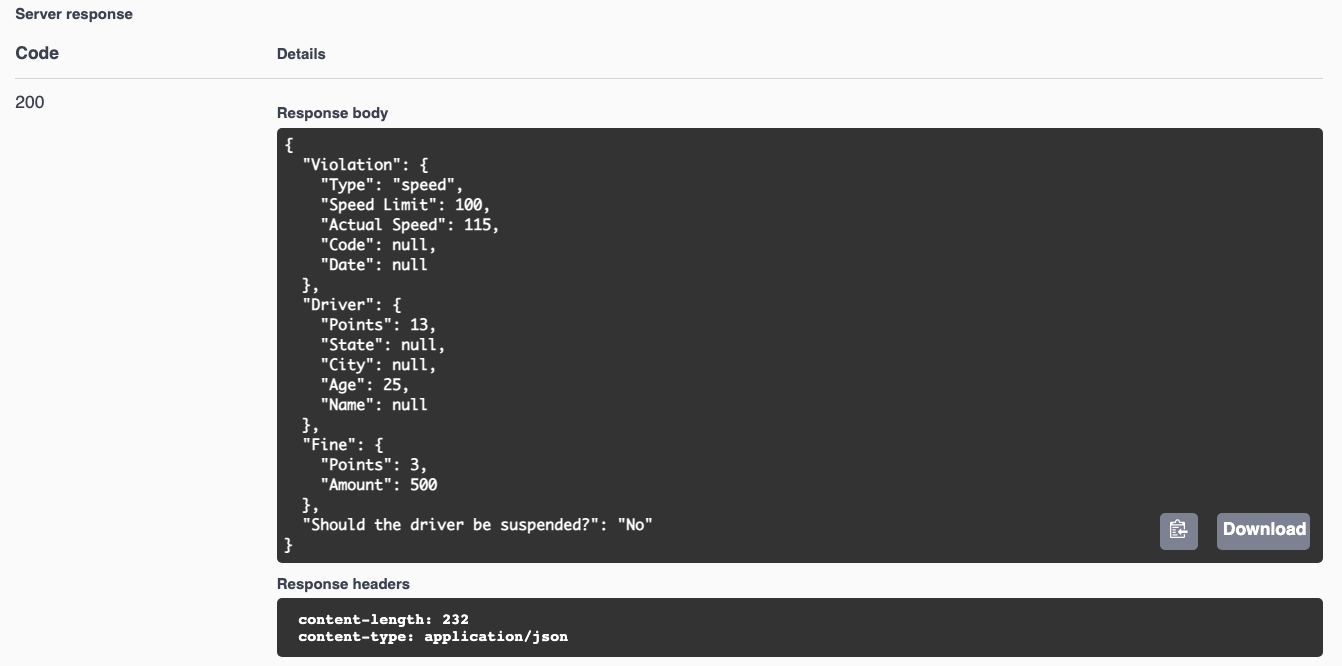 Server response
Code
Details
200
Response body
{
  "Violation": {
    "Type": "speed",
    "Speed Limit": 100,
    "Actual Speed": 115,
    "Code": null,
    "Date": null
  },
  "Driver": {
    "Points": 13,
    "State": null,
    "City": null,
    "Age": 25,
    "Name": null
  },
  "Fine": {
    "Points": 3,
    "Amount": 500
  },
  "Should the driver be suspended?": "No"
}
Download
Response headers
content-length: 232
content-type: application/json